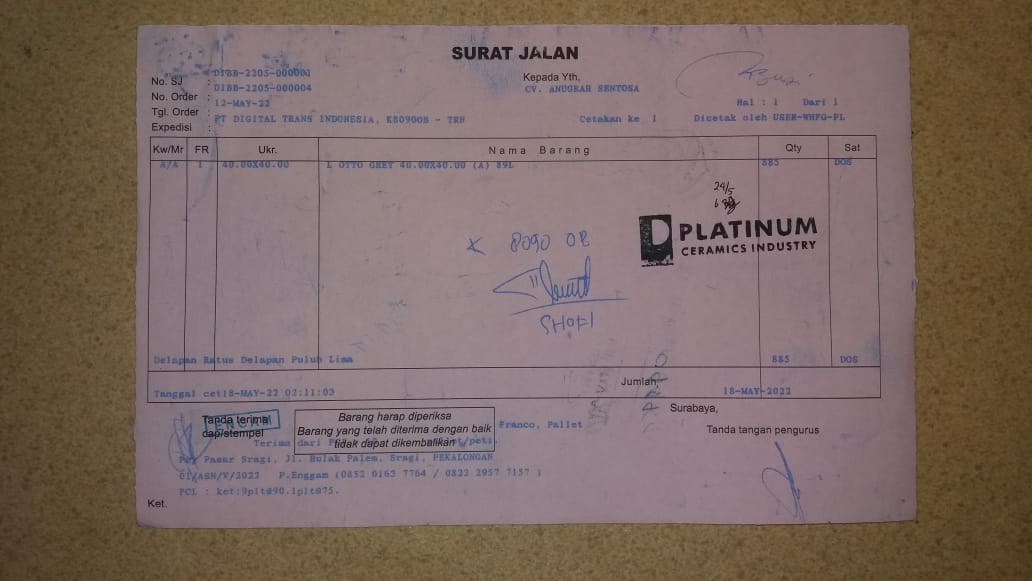 SURAT JALAN
No. SJ : DIBB-2305-000001
No. Order : DIBB-2205-000004
Tgl. Order : 12-MAY-22
Expedisi : PT DIGITAL TRANS INDONESIA, K8090OB - TRN
Kepada Yth,
CV. ANUGRAH SENTOSA
Hal : 1 Dari 1
Cetakan ke 1 Dicetak oleh USER-WHFG-PL
Kw/Mr FR Ukr. Nama Barang Qty Sat
A/A 1 40.00X40.00 L OTTO GREY 40.00X40.00 (A) 89L 885 DOS
24/5
PLATINUM
CERAMICS INDUSTRY
K 8090 OB
SHOFI
Delapan Ratus Delapan Puluh Lima 885 DOS
Jumlah
Tanggal cet18-MAY-22 02:11:03 18-MAY-2022
Surabaya,
Tanda terima
cap/stempel
Barang harap diperiksa
Barang yang telah diterima dengan baik
tidak dapat dikembalikan
Franco, Pallet
Tanda tangan pengurus
Terima dari
Pasar Sragi, Jl. Bulak Palem, Sragi, PEKALONGAN
01/ASN/V/2022 P.Enggam (0852 0163 7764 / 0822 2957 7157 )
PCL : ket:9plt@90.1plt@75.
Ket.